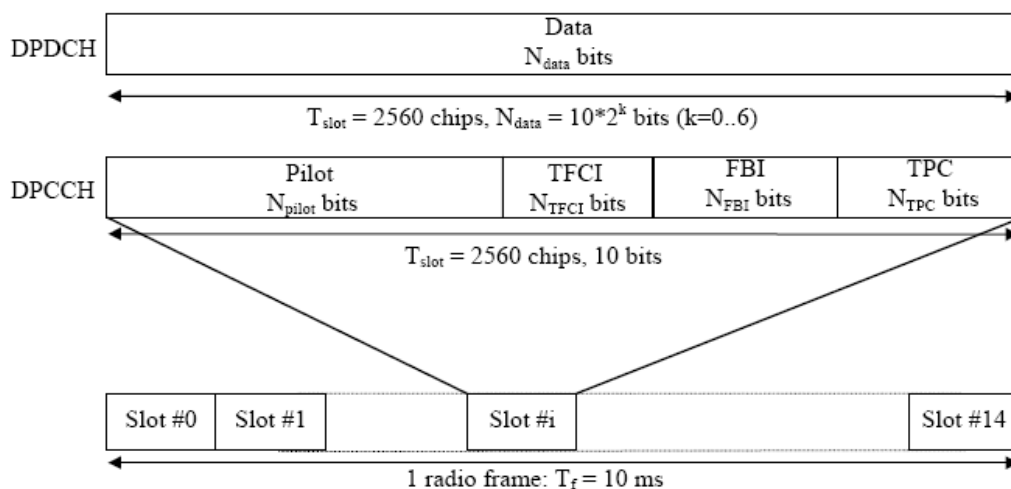 DPDCH
Data
N_data bits
T_slot = 2560 chips, N_data = 10*2^k bits (k=0..6)
DPCCH
Pilot
N_pilot bits
TFCI
N_TFCI bits
FBI
N_FBI bits
TPC
N_TPC bits
T_slot = 2560 chips, 10 bits
Slot #0
Slot #1
Slot #i
Slot #14
1 radio frame: T_f = 10 ms